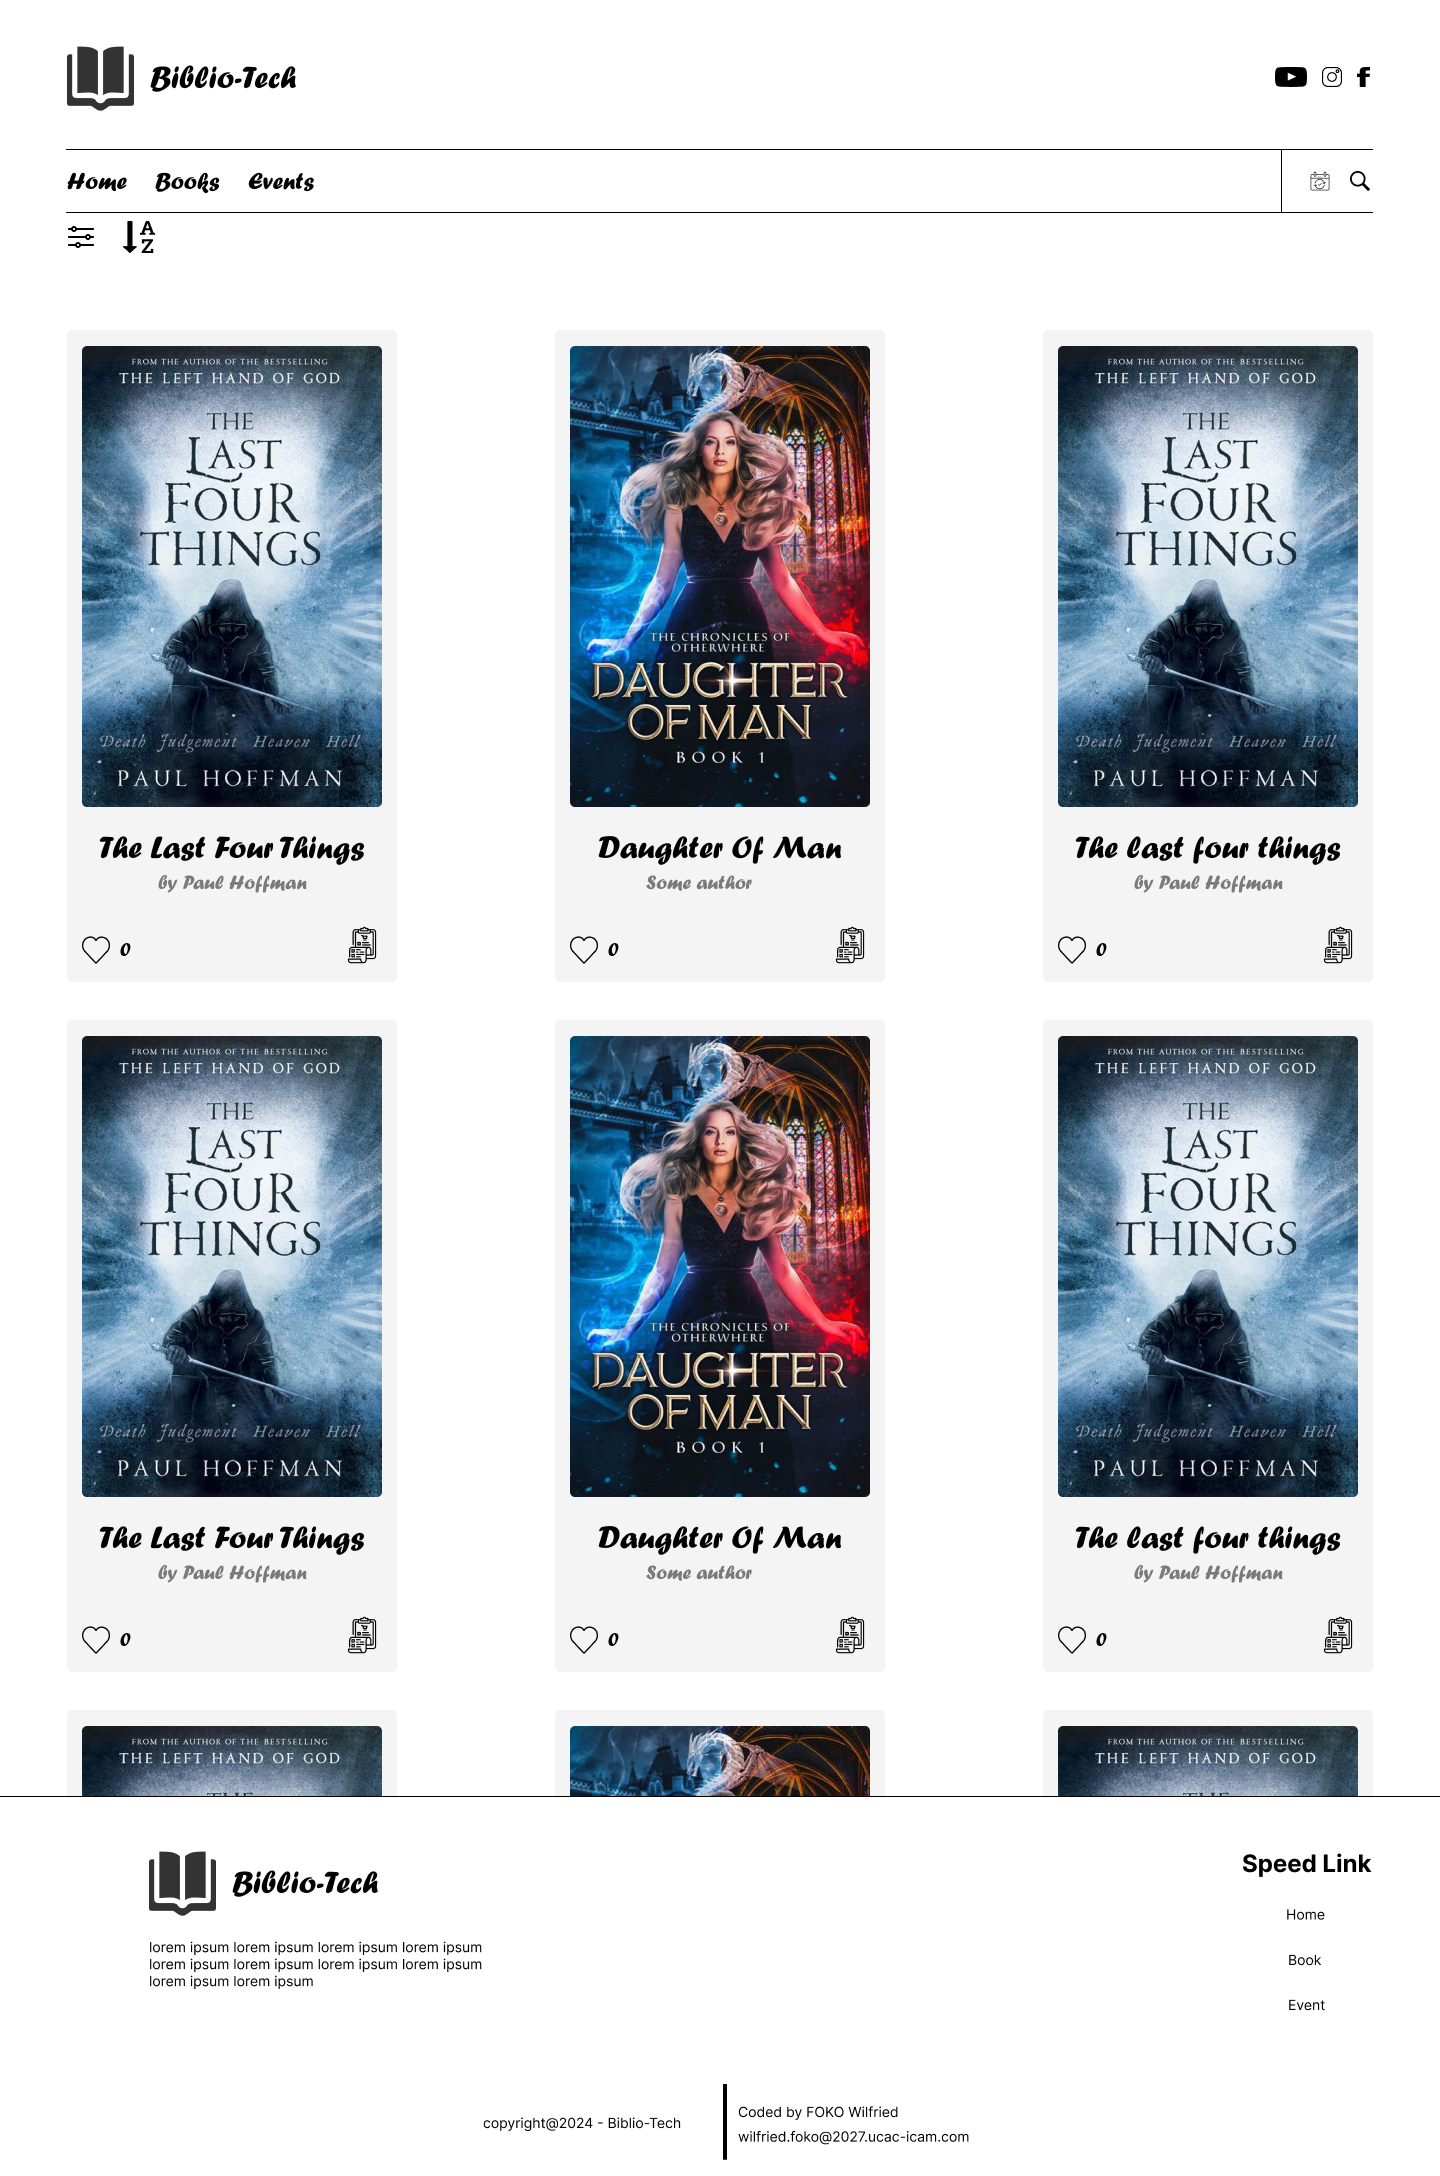 Biblio-Tech
Home Books Events
A
Z
FROM THE AUTHOR OF THE BESTSELLING
THE LEFT HAND OF GOD
THE
LAST
FOUR
THINGS
Death Judgement Heaven Hell
PAUL HOFFMAN
The Last Four Things
by Paul Hoffman
0
THE CHRONICLES OF
OTHERWHERE
DAUGHTER
OF MAN
BOOK 1
Daughter Of Man
Some author
0
FROM THE AUTHOR OF THE BESTSELLING
THE LEFT HAND OF GOD
THE
LAST
FOUR
THINGS
Death Judgement Heaven Hell
PAUL HOFFMAN
The last four things
by Paul Hoffman
0
FROM THE AUTHOR OF THE BESTSELLING
THE LEFT HAND OF GOD
THE
LAST
FOUR
THINGS
Death Judgement Heaven Hell
PAUL HOFFMAN
The Last Four Things
by Paul Hoffman
0
THE CHRONICLES OF
OTHERWHERE
DAUGHTER
OF MAN
BOOK 1
Daughter Of Man
Some author
0
FROM THE AUTHOR OF THE BESTSELLING
THE LEFT HAND OF GOD
THE
LAST
FOUR
THINGS
Death Judgement Heaven Hell
PAUL HOFFMAN
The last four things
by Paul Hoffman
0
FROM THE AUTHOR OF THE BESTSELLING
THE LEFT HAND OF GOD
FROM THE AUTHOR OF THE BESTSELLING
THE LEFT HAND OF GOD
Biblio-Tech
lorem ipsum lorem ipsum lorem ipsum lorem ipsum
lorem ipsum lorem ipsum lorem ipsum lorem ipsum
lorem ipsum lorem ipsum
Speed Link
Home
Book
Event
copyright@2024 - Biblio-Tech
Coded by FOKO Wilfried
wilfried.foko@2027.ucac-icam.com